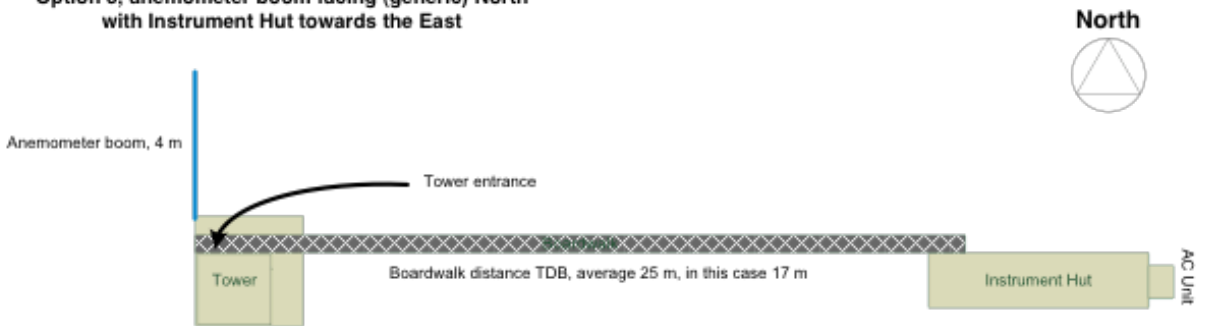 with Instrument Hut towards the East
North
Anemometer boom, 4 m
Tower entrance
Boardwalk
Tower
Boardwalk distance TDB, average 25 m, in this case 17 m
Instrument Hut
AC Unit